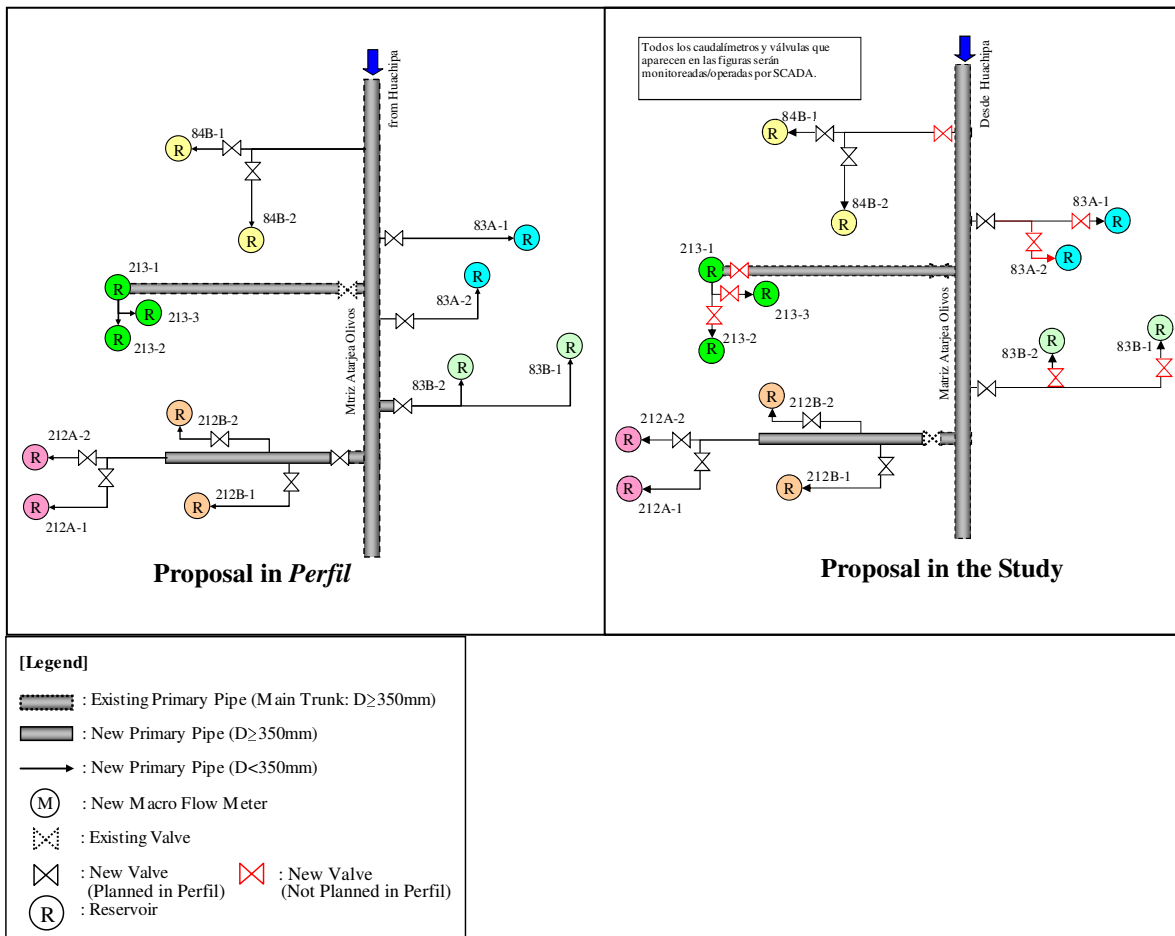 from Huachipa
84B-1
R
84B-2
R
83A-1
R
213-1
R
83A-2
R
213-3
R
213-2
R
Mtriz Atarjea Olivos
83B-2
R
83B-1
R
212B-2
R
212A-2
R
212B-1
R
212A-1
R
Proposal in Perfil
Todos los caudalímetros y válvulas que
aparecen en las figuras serán
monitoreadas/operadas por SCADA.
Desde Huachipa
84B-1
R
84B-2
R
83A-1
R
83A-2
R
213-1
R
213-3
R
213-2
R
Matriz Atarjea Olivos
83B-2
R
83B-1
R
212B-2
R
212A-2
R
212B-1
R
212A-1
R
Proposal in the Study
[Legend]
: Existing Primary Pipe (Main Trunk: D≥350mm)
: New Primary Pipe (D≥350mm)
: New Primary Pipe (D<350mm)
M : New Macro Flow Meter
: Existing Valve
: New Valve
(Planned in Perfil)
: New Valve
(Not Planned in Perfil)
R : Reservoir